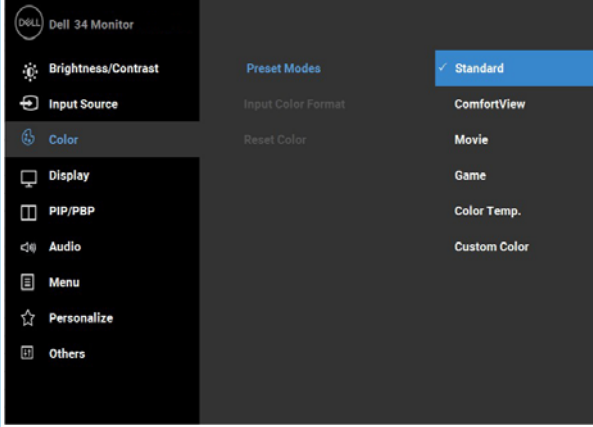 DELL Dell 34 Monitor
Brightness/Contrast
Input Source
Color
Display
PIP/PBP
Audio
Menu
Personalize
Others
Preset Modes
Input Color Format
Reset Color
Standard
ComfortView
Movie
Game
Color Temp.
Custom Color